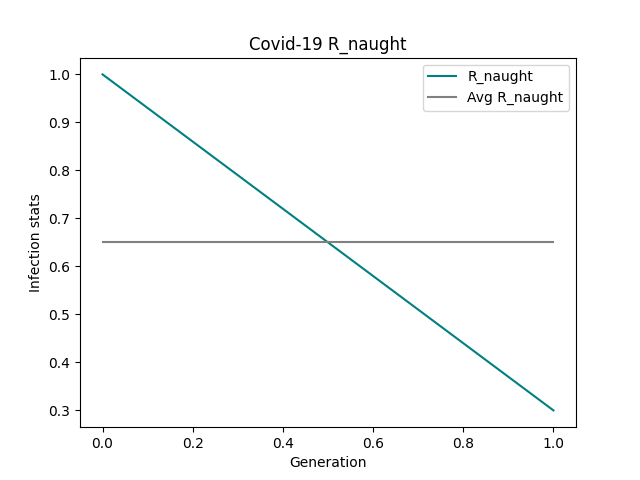 Covid-19 R_naught
R_naught
Avg R_naught
1.0
0.9
0.8
0.7
0.6
0.5
0.4
0.3
Infection stats
0.0 0.2 0.4 0.6 0.8 1.0
Generation